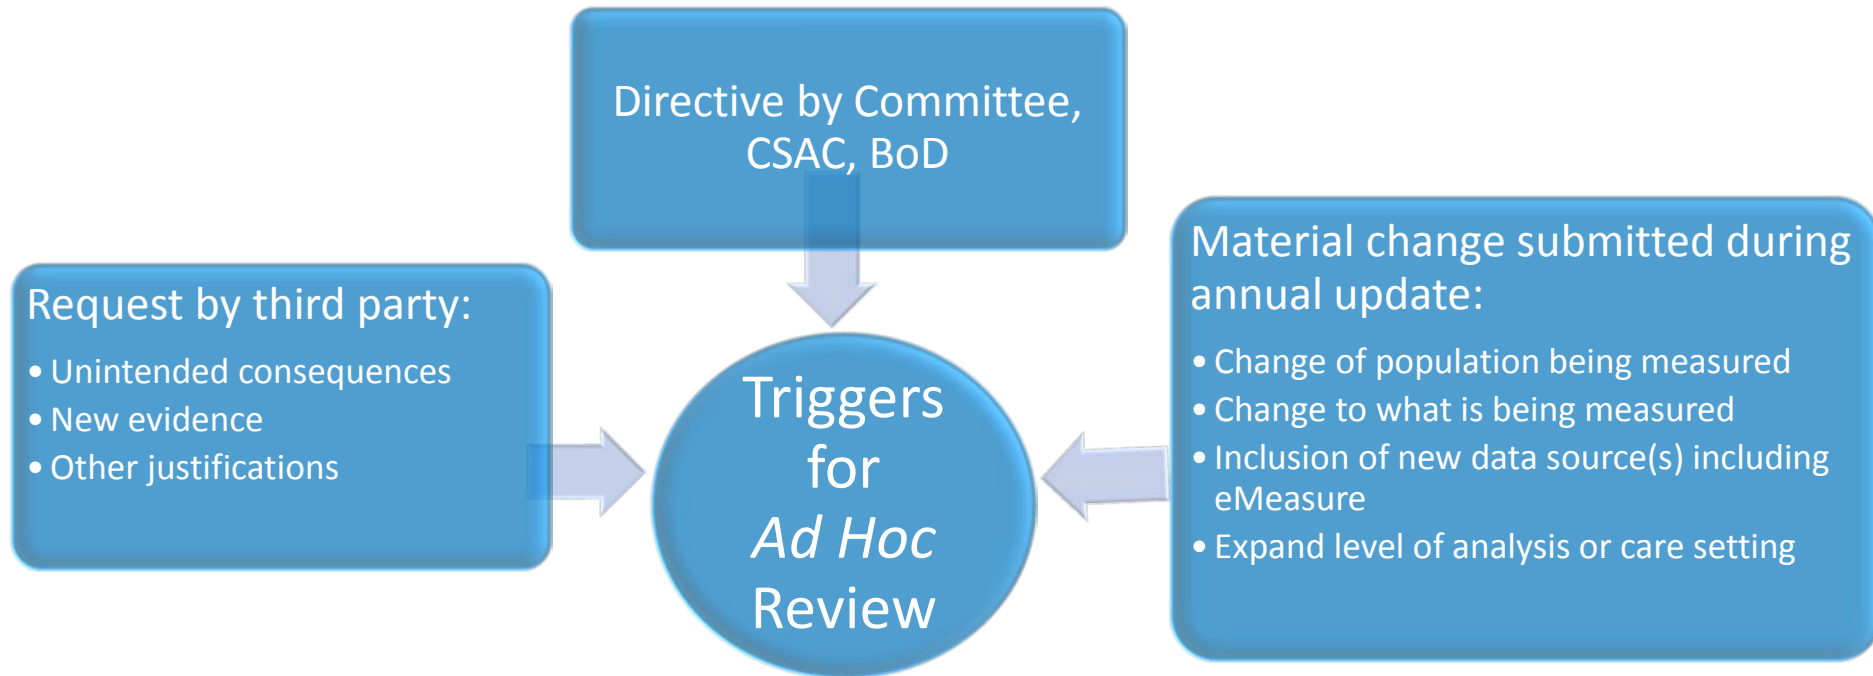 Directive by Committee,
CSAC, BoD
Request by third party:
• Unintended consequences
• New evidence
• Other justifications
Triggers
for
Ad Hoc
Review
Material change submitted during
annual update:
• Change of population being measured
• Change to what is being measured
• Inclusion of new data source(s) including
eMeasure
• Expand level of analysis or care setting